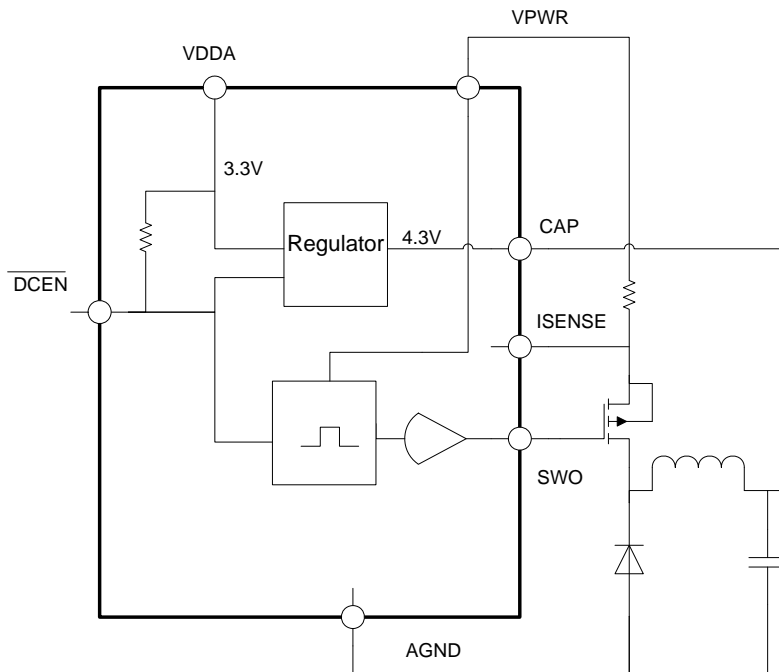 VPWR
VDDA
3.3V
Regulator
4.3V
CAP
DCEN
ISENSE
SWO
AGND